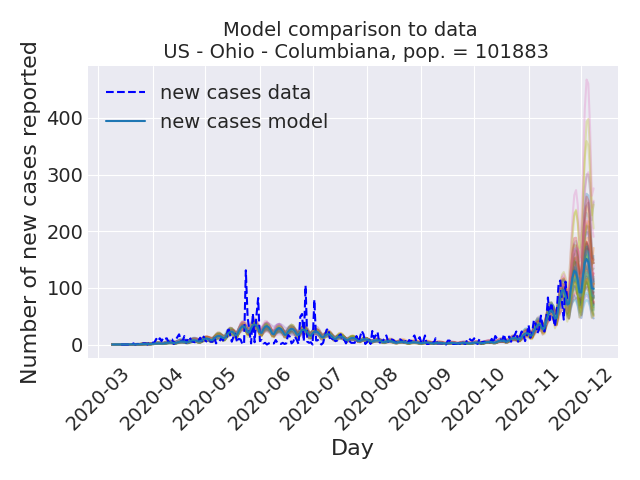 Model comparison to data
US - Ohio - Columbiana, pop. = 101883
Number of new cases reported
400
300
200
100
0
new cases data
new cases model
2020-03
2020-04
2020-05
2020-06
2020-07
2020-08
2020-09
2020-10
2020-11
2020-12
Day